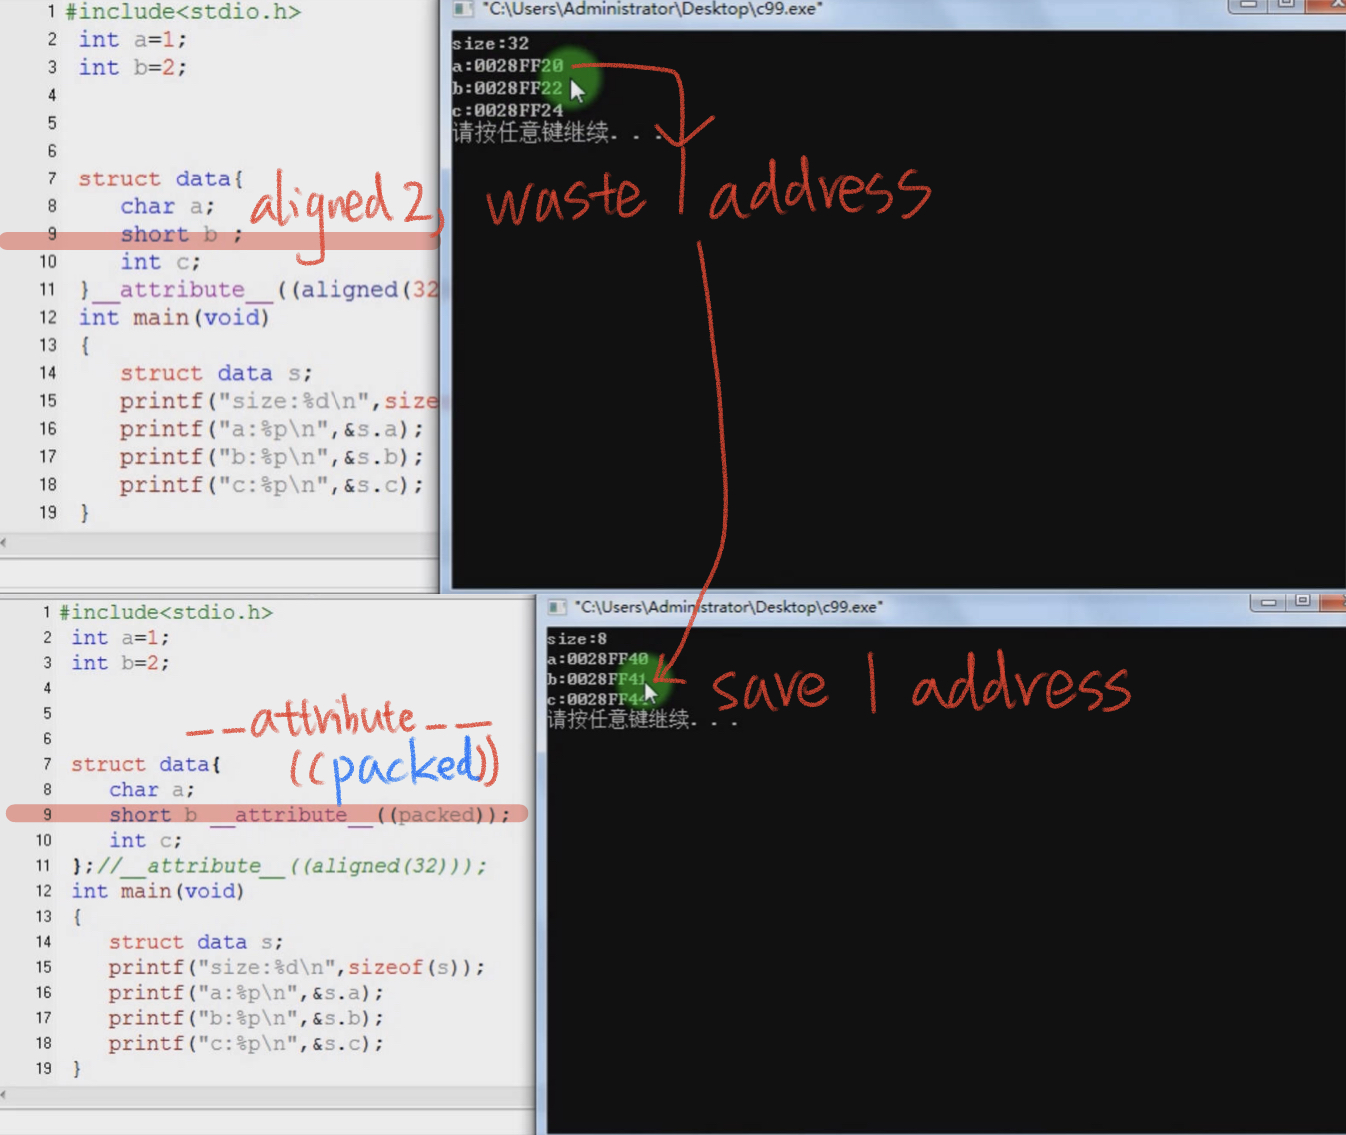 1 #include<stdio.h>
2 int a=1;
3 int b=2;
4
5
6
7 struct data{
8 char a;
9 short b ;
10 int c;
11 }__attribute__((aligned(32
12 int main(void)
13 {
14 struct data s;
15 printf("size:%d\n",size
16 printf("a:%p\n",&s.a);
17 printf("b:%p\n",&s.b);
18 printf("c:%p\n",&s.c);
19 }
aligned 2,
"C:\Users\Administrator\Desktop\c99.exe"
size:32
a:0028FF20
b:0028FF22
c:0028FF24
请按任意键继续. . .
waste 1 address
1 #include<stdio.h>
2 int a=1;
3 int b=2;
4
5
6
7 struct data{
8 char a;
9 short b __attribute__((packed));
10 int c;
11 };//__attribute__((aligned(32)));
12 int main(void)
13 {
14 struct data s;
15 printf("size:%d\n",sizeof(s));
16 printf("a:%p\n",&s.a);
17 printf("b:%p\n",&s.b);
18 printf("c:%p\n",&s.c);
19 }
__attribute__
((packed))
"C:\Users\Administrator\Desktop\c99.exe"
size:8
a:0028FF40
b:0028FF41
c:0028FF44
请按任意键继续. . .
save 1 address